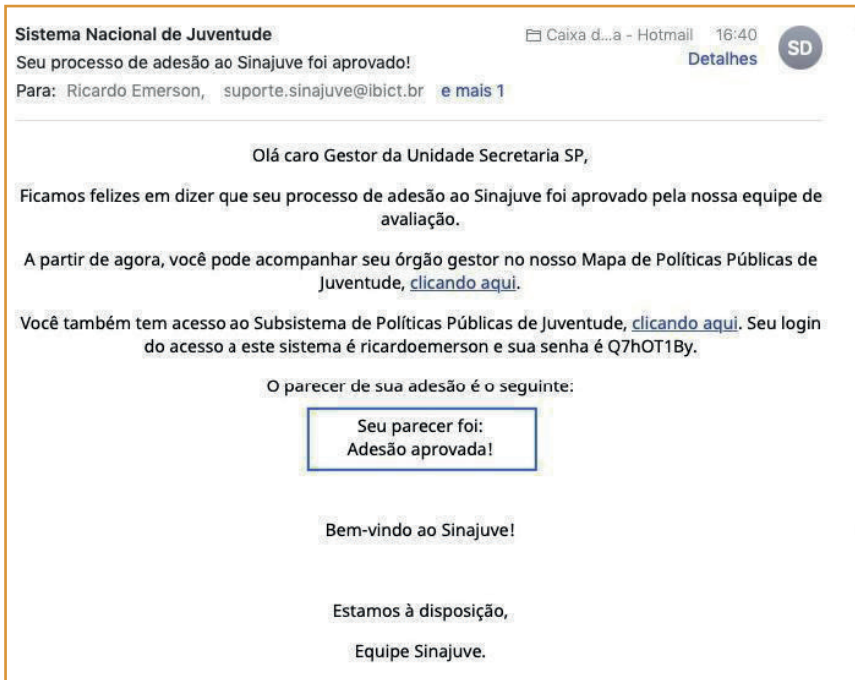 Sistema Nacional de Juventude
Caixa d...a - Hotmail 16:40
SD
Seu processo de adesão ao Sinajuve foi aprovado!
Detalhes
Para: Ricardo Emerson, suporte.sinajuve@ibict.br e mais 1
Olá caro Gestor da Unidade Secretaria SP,
Ficamos felizes em dizer que seu processo de adesão ao Sinajuve foi aprovado pela nossa equipe de
avaliação.
A partir de agora, você pode acompanhar seu órgão gestor no nosso Mapa de Políticas Públicas de
Juventude, clicando aqui.
Você também tem acesso ao Subsistema de Políticas Públicas de Juventude, clicando aqui. Seu login
do acesso a este sistema é ricardoemerson e sua senha é Q7hOT1By.
O parecer de sua adesão é o seguinte:
Seu parecer foi:
Adesão aprovada!
Bem-vindo ao Sinajuve!
Estamos à disposição,
Equipe Sinajuve.